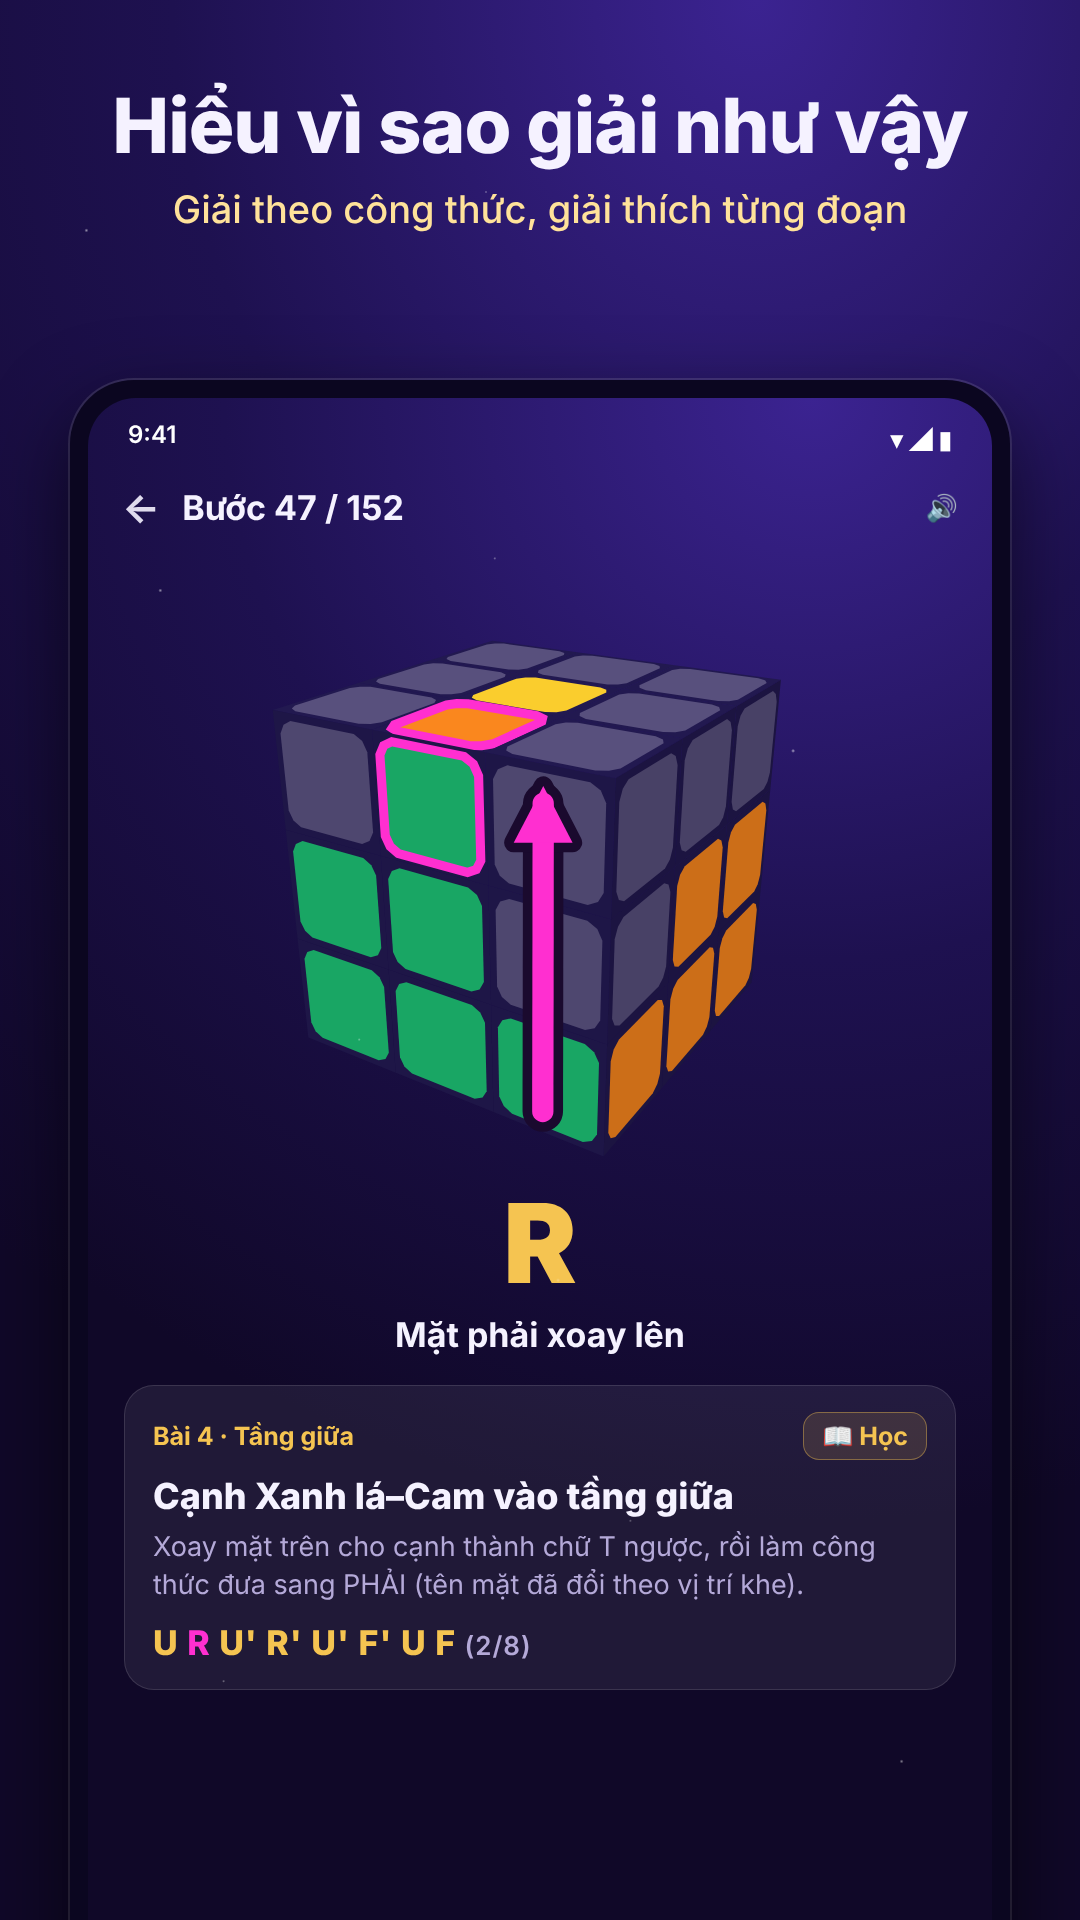 Hiểu vì sao giải như vậy
Giải theo công thức, giải thích từng đoạn
9:41
Bước 47 / 152
R
Mặt phải xoay lên
Bài 4 · Tầng giữa
Học
Cạnh Xanh lá–Cam vào tầng giữa
Xoay mặt trên cho cạnh thành chữ T ngược, rồi làm công
thức đưa sang PHẢI (tên mặt đã đổi theo vị trí khe).
U R U' R' U' F' U F (2/8)